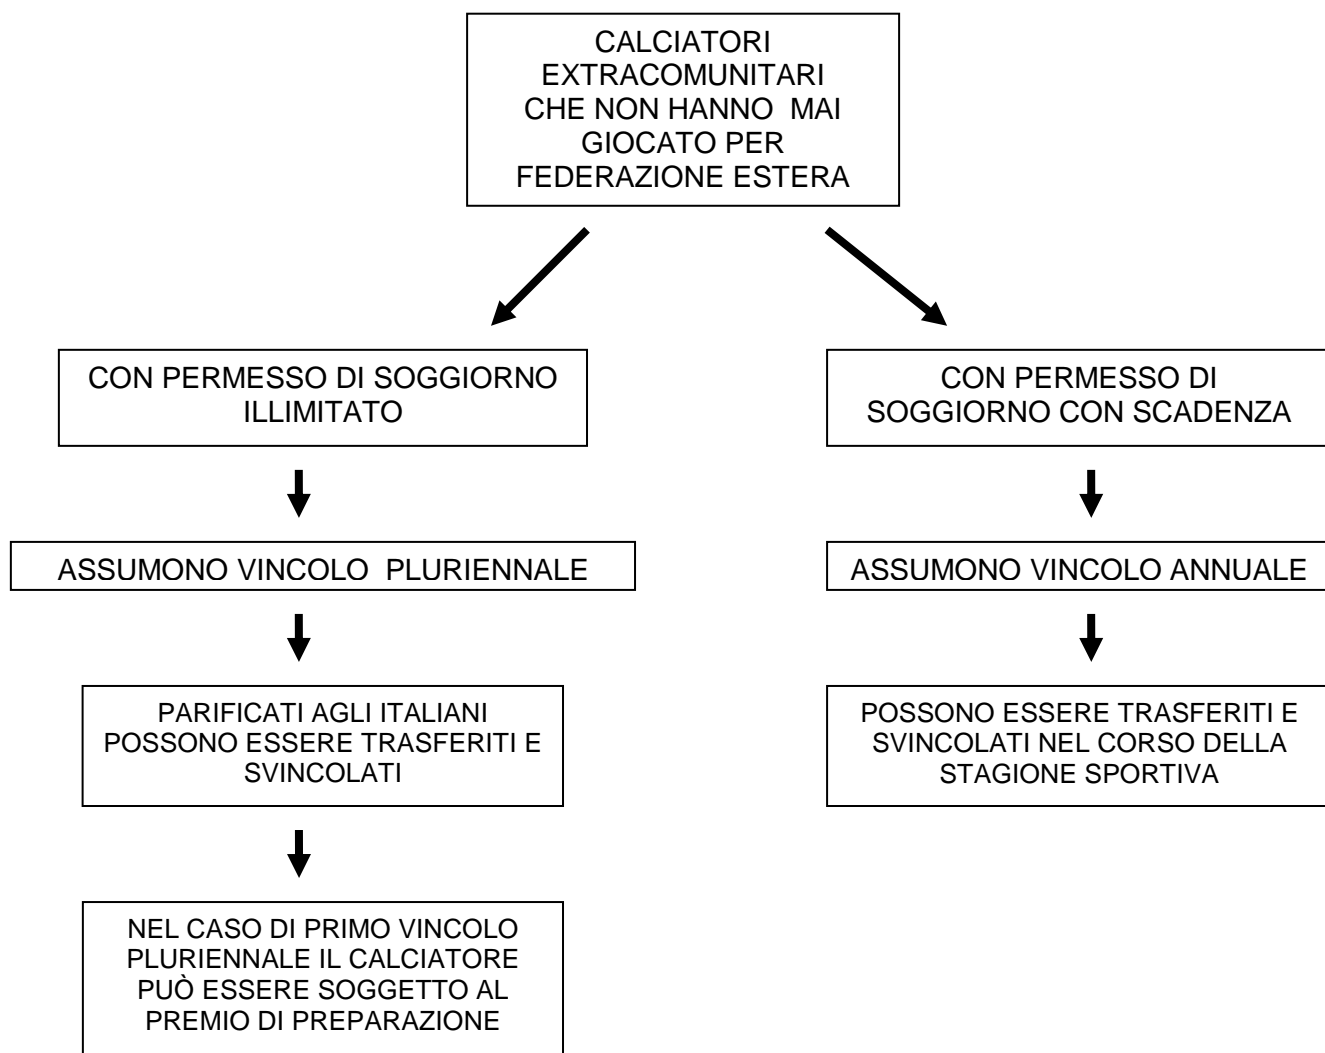 CALCIATORI
EXTRACOMUNITARI
CHE NON HANNO MAI
GIOCATO PER
FEDERAZIONE ESTERA
CON PERMESSO DI SOGGIORNO
ILLIMITATO
CON PERMESSO DI
SOGGIORNO CON SCADENZA
ASSUMONO VINCOLO PLURIENNALE
ASSUMONO VINCOLO ANNUALE
PARIFICATI AGLI ITALIANI
POSSONO ESSERE TRASFERITI E
SVINCOLATI
POSSONO ESSERE TRASFERITI E
SVINCOLATI NEL CORSO DELLA
STAGIONE SPORTIVA
NEL CASO DI PRIMO VINCOLO
PLURIENNALE IL CALCIATORE
PUÒ ESSERE SOGGETTO AL
PREMIO DI PREPARAZIONE